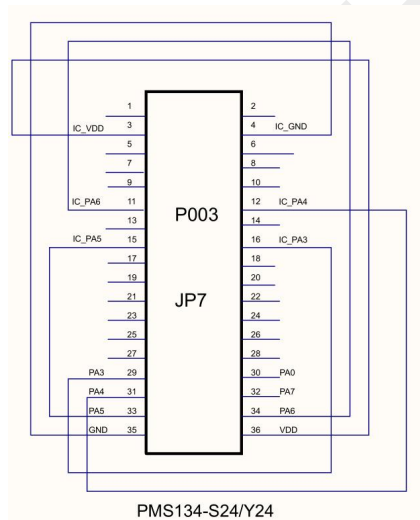 1 2
IC_VDD 3 4 IC_GND
5 6
7 8
9 10
IC_PA6 11 12 IC_PA4
P003
13 14
IC_PA5 15 16 IC_PA3
17 18
19 20
JP7
21 22
23 24
25 26
27 28
PA3 29 30 PA0
PA4 31 32 PA7
PA5 33 34 PA6
GND 35 36 VDD
PMS134-S24/Y24